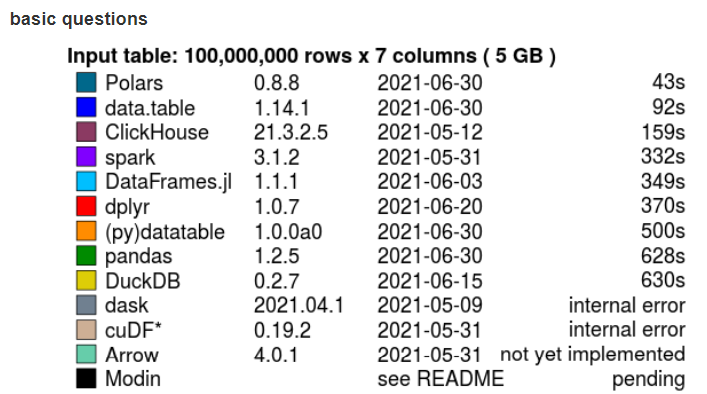 basic questions
Input table: 100,000,000 rows x 7 columns ( 5 GB )
Polars 0.8.8 2021-06-30 43s
data.table 1.14.1 2021-06-30 92s
ClickHouse 21.3.2.5 2021-05-12 159s
spark 3.1.2 2021-05-31 332s
DataFrames.jl 1.1.1 2021-06-03 349s
dplyr 1.0.7 2021-06-20 370s
(py)datatable 1.0.0a0 2021-06-30 500s
pandas 1.2.5 2021-06-30 628s
DuckDB 0.2.7 2021-06-15 630s
dask 2021.04.1 2021-05-09 internal error
cuDF* 0.19.2 2021-05-31 internal error
Arrow 4.0.1 2021-05-31 not yet implemented
Modin see README pending